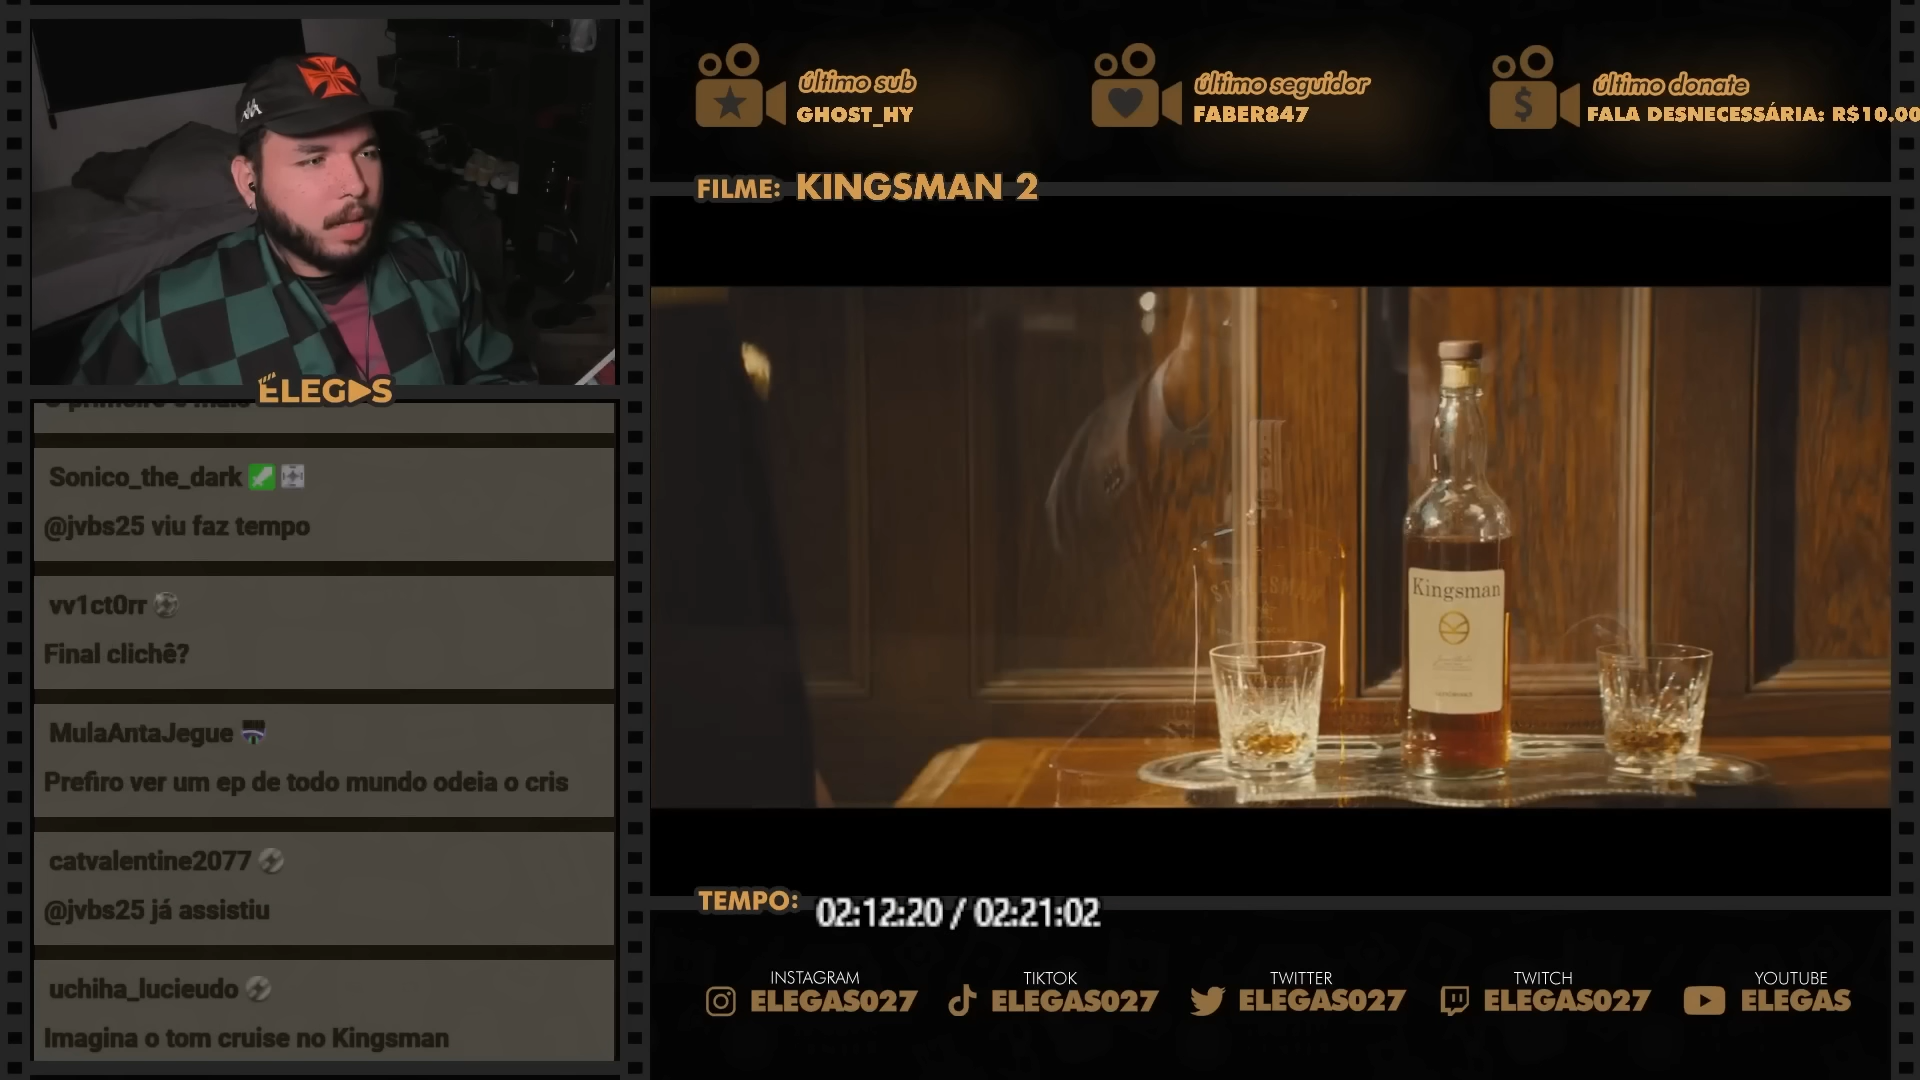 último sub
GHOST_HY
último seguidor
FABER847
último donate
FALA DESNECESSÁRIA: R$10.00
FILME: KINGSMAN 2
ELEGAS
Sonico_the_dark
@jvbs25 viu faz tempo
vv1ct0rr
Final clichê?
MulaAntaJegue
Prefiro ver um ep de todo mundo odeia o cris
catvalentine2077
@jvbs25 já assistiu
uchiha_lucieudo
Imagina o tom cruise no Kingsman
STATESMAN
Kingsman
TEMPO: 02:12:20 / 02:21:02
INSTAGRAM
ELEGAS027
TIKTOK
ELEGAS027
TWITTER
ELEGAS027
TWITCH
ELEGAS027
YOUTUBE
ELEGAS